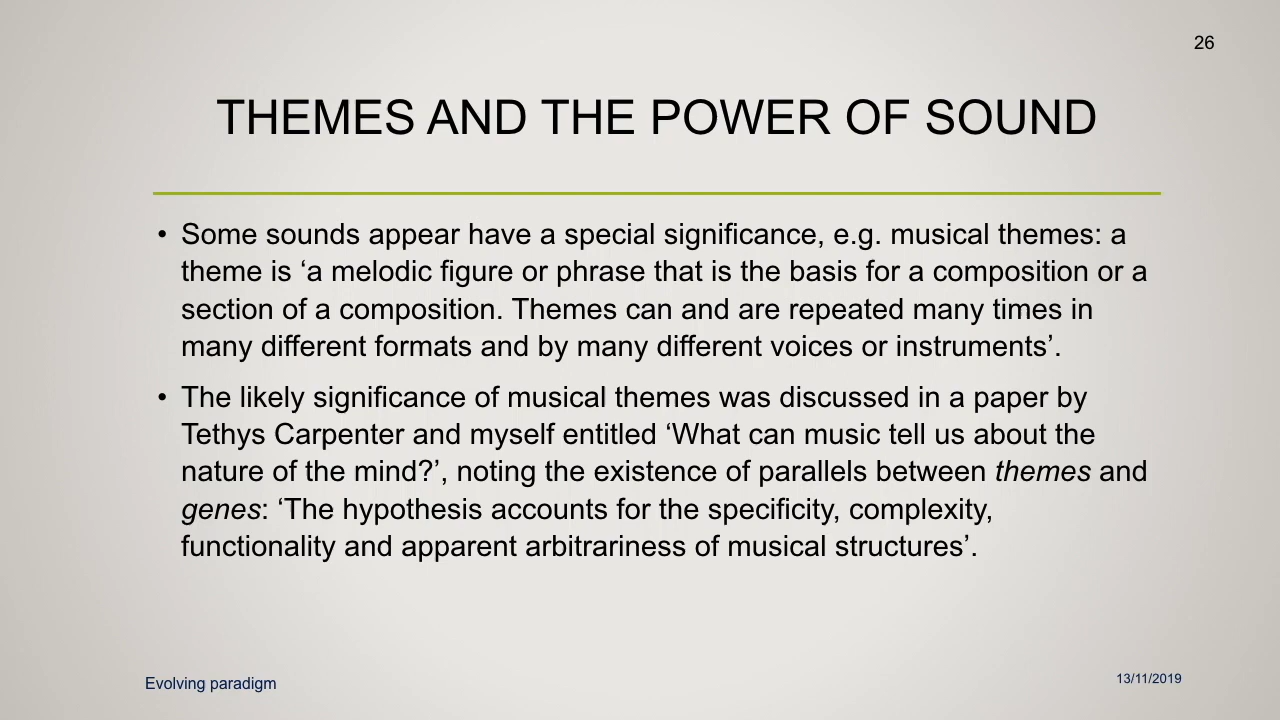 26
THEMES AND THE POWER OF SOUND
• Some sounds appear have a special significance, e.g. musical themes: a
theme is ‘a melodic figure or phrase that is the basis for a composition or a
section of a composition. Themes can and are repeated many times in
many different formats and by many different voices or instruments’.
• The likely significance of musical themes was discussed in a paper by
Tethys Carpenter and myself entitled ‘What can music tell us about the
nature of the mind?’, noting the existence of parallels between themes and
genes: ‘The hypothesis accounts for the specificity, complexity,
functionality and apparent arbitrariness of musical structures’.
Evolving paradigm
13/11/2019